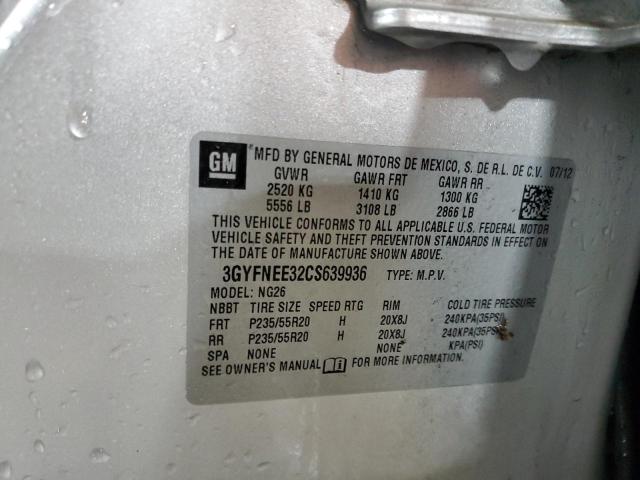 GM MFD BY GENERAL MOTORS DE MEXICO, S. DE R.L. DE C.V. 07/12
GVWR GAWR FRT GAWR RR
2520 KG 1410 KG 1300 KG
5556 LB 3108 LB 2866 LB
THIS VEHICLE CONFORMS TO ALL APPLICABLE U.S. FEDERAL MOTOR
VEHICLE SAFETY AND THEFT PREVENTION STANDARDS IN EFFECT ON
THE DATE OF MANUFACTURE SHOWN ABOVE.
3GYFNEE32CS639936 TYPE: M.P.V.
MODEL: NG26
NBBT TIRE SIZE SPEED RTG RIM COLD TIRE PRESSURE
FRT P235/55R20 H 20X8J 240KPA(35PSI)
RR P235/55R20 H 20X8J 240KPA(35PSI)
SPA NONE NONE KPA(PSI)
SEE OWNER'S MANUAL i FOR MORE INFORMATION.